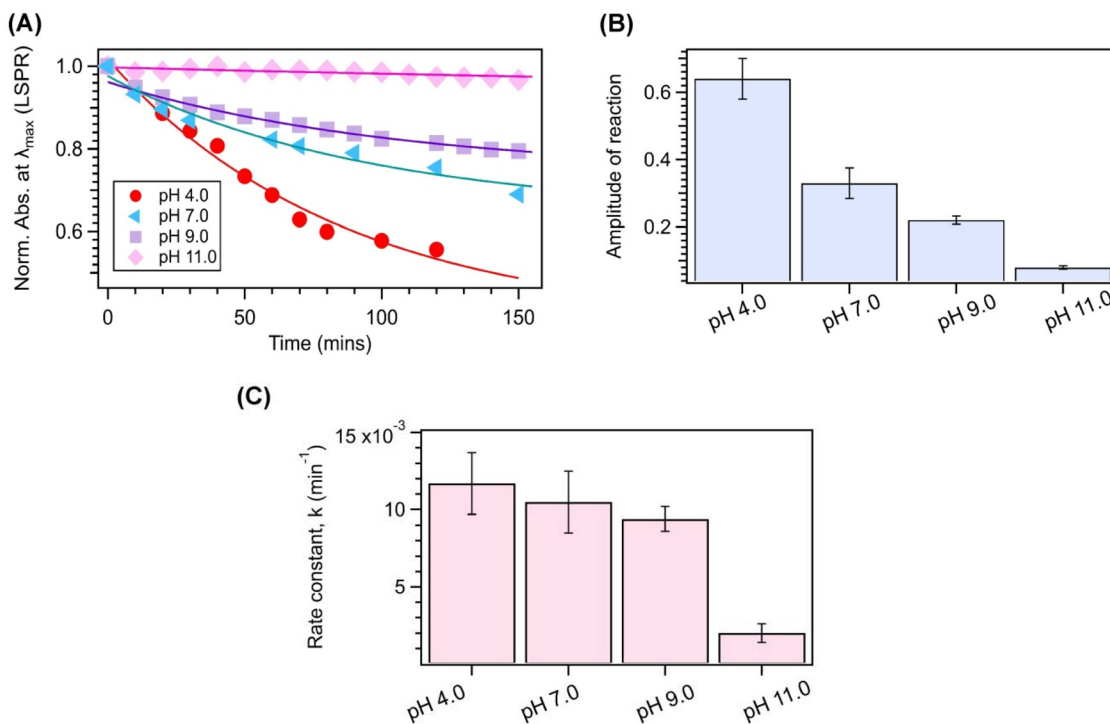 (A)
Norm. Abs. at λmax (LSPR)
1.0
0.8
0.6
pH 4.0
pH 7.0
pH 9.0
pH 11.0
0
50
100
150
Time (mins)
(B)
Amplitude of reaction
0.6
0.4
0.2
pH 4.0
pH 7.0
pH 9.0
pH 11.0
(C)
Rate constant, k (min-1)
15 x10-3
10
5
pH 4.0
pH 7.0
pH 9.0
pH 11.0